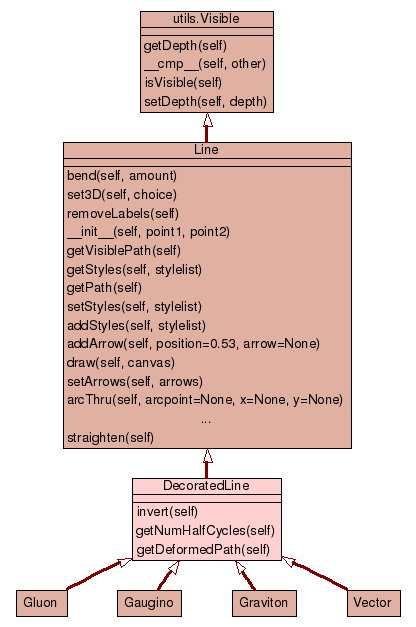 utils.Visible
getDepth(self)
__cmp__(self, other)
isVisible(self)
setDepth(self, depth)
Line
bend(self, amount)
set3D(self, choice)
removeLabels(self)
__init__(self, point1, point2)
getVisiblePath(self)
getStyles(self, stylelist)
getPath(self)
setStyles(self, stylelist)
addStyles(self, stylelist)
addArrow(self, position=0.53, arrow=None)
draw(self, canvas)
setArrows(self, arrows)
arcThru(self, arcpoint=None, x=None, y=None)
...
straighten(self)
DecoratedLine
invert(self)
getNumHalfCycles(self)
getDeformedPath(self)
Gluon
Gaugino
Graviton
Vector